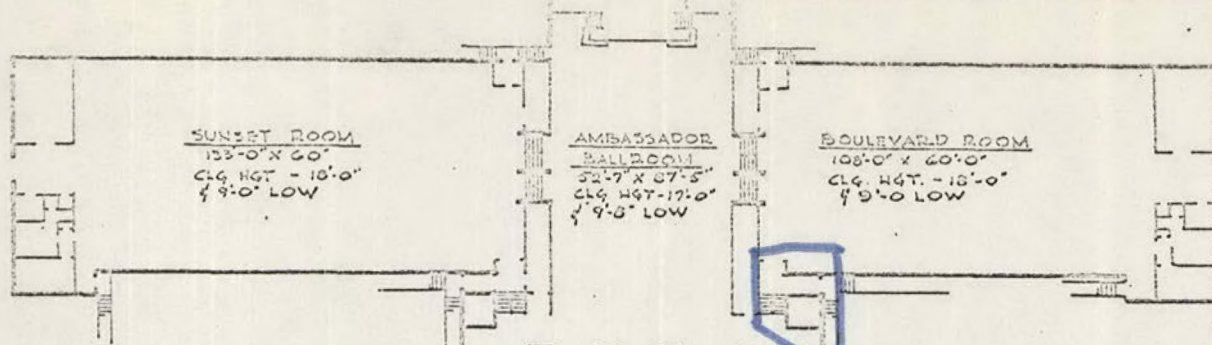 SUNSET ROOM
133'-0" X 60'
CLG HGT - 18'-0"
& 9'-0" LOW
AMBASSADOR
BALLROOM
52'-7" X 87'-5"
CLG HGT-17'-0"
& 9'-8" LOW
BOULEVARD ROOM
108'-0" X 60'-0"
CLG. HGT. - 18'-0"
& 9'-0 LOW